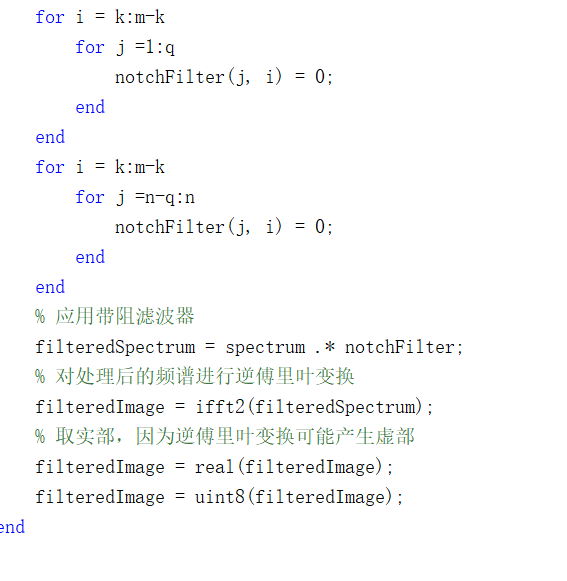 for i = k:m-k
for j =1:q
notchFilter(j, i) = 0;
end
end
for i = k:m-k
for j =n-q:n
notchFilter(j, i) = 0;
end
end
% 应用带阻滤波器
filteredSpectrum = spectrum .* notchFilter;
% 对处理后的频谱进行逆傅里叶变换
filteredImage = ifft2(filteredSpectrum);
% 取实部，因为逆傅里叶变换可能产生虚部
filteredImage = real(filteredImage);
filteredImage = uint8(filteredImage);
end